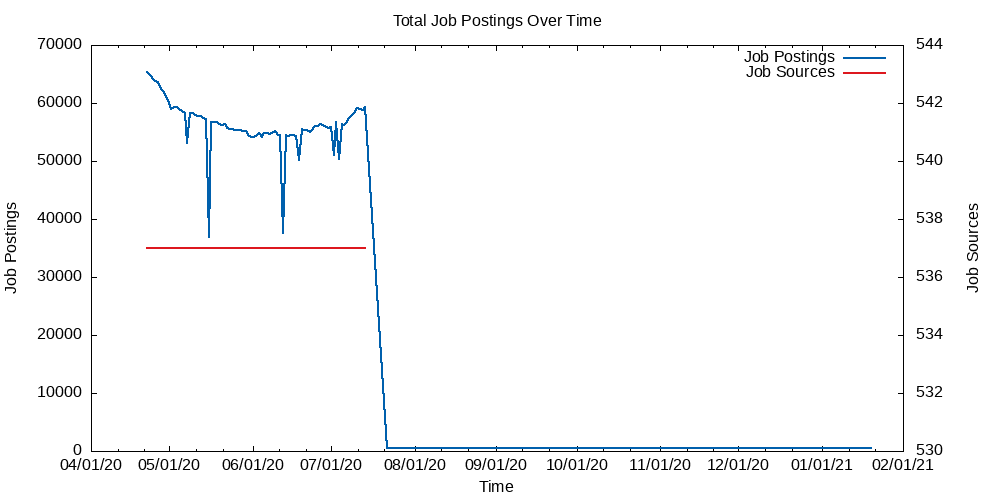 Total Job Postings Over Time
70000
60000
50000
40000
30000
20000
10000
0
544
542
540
538
536
534
532
530
Job Postings
Job Sources
Job Postings
Job Sources
04/01/20 05/01/20 06/01/20 07/01/20 08/01/20 09/01/20 10/01/20 11/01/20 12/01/20 01/01/21 02/01/21
Time